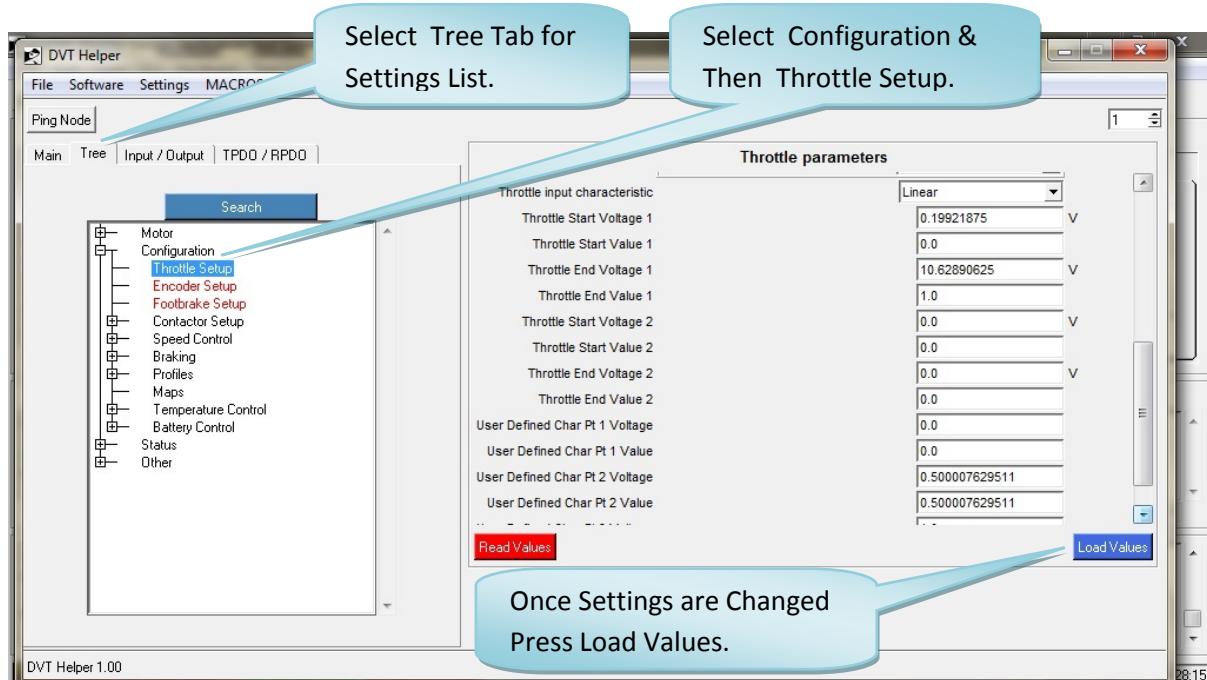 Select Tree Tab for
Settings List.
Select Configuration &
Then Throttle Setup.
DVT Helper
File Software Settings
Ping Node
1
Main Tree Input / Output TPDO / RPDO
Throttle parameters
Search
Motor
Configuration
Throttle Setup
Encoder Setup
Footbrake Setup
Contactor Setup
Speed Control
Braking
Profiles
Maps
Temperature Control
Battery Control
Status
Other
Throttle input characteristic Linear
Throttle Start Voltage 1 0.19921875 V
Throttle Start Value 1 0.0
Throttle End Voltage 1 10.62890625 V
Throttle End Value 1 1.0
Throttle Start Voltage 2 0.0 V
Throttle Start Value 2 0.0
Throttle End Voltage 2 0.0 V
Throttle End Value 2 0.0
User Defined Char Pt 1 Voltage 0.0
User Defined Char Pt 1 Value 0.0
User Defined Char Pt 2 Voltage 0.500007629511
User Defined Char Pt 2 Value 0.500007629511
Read Values
Load Values
Once Settings are Changed
Press Load Values.
DVT Helper 1.00
28:15